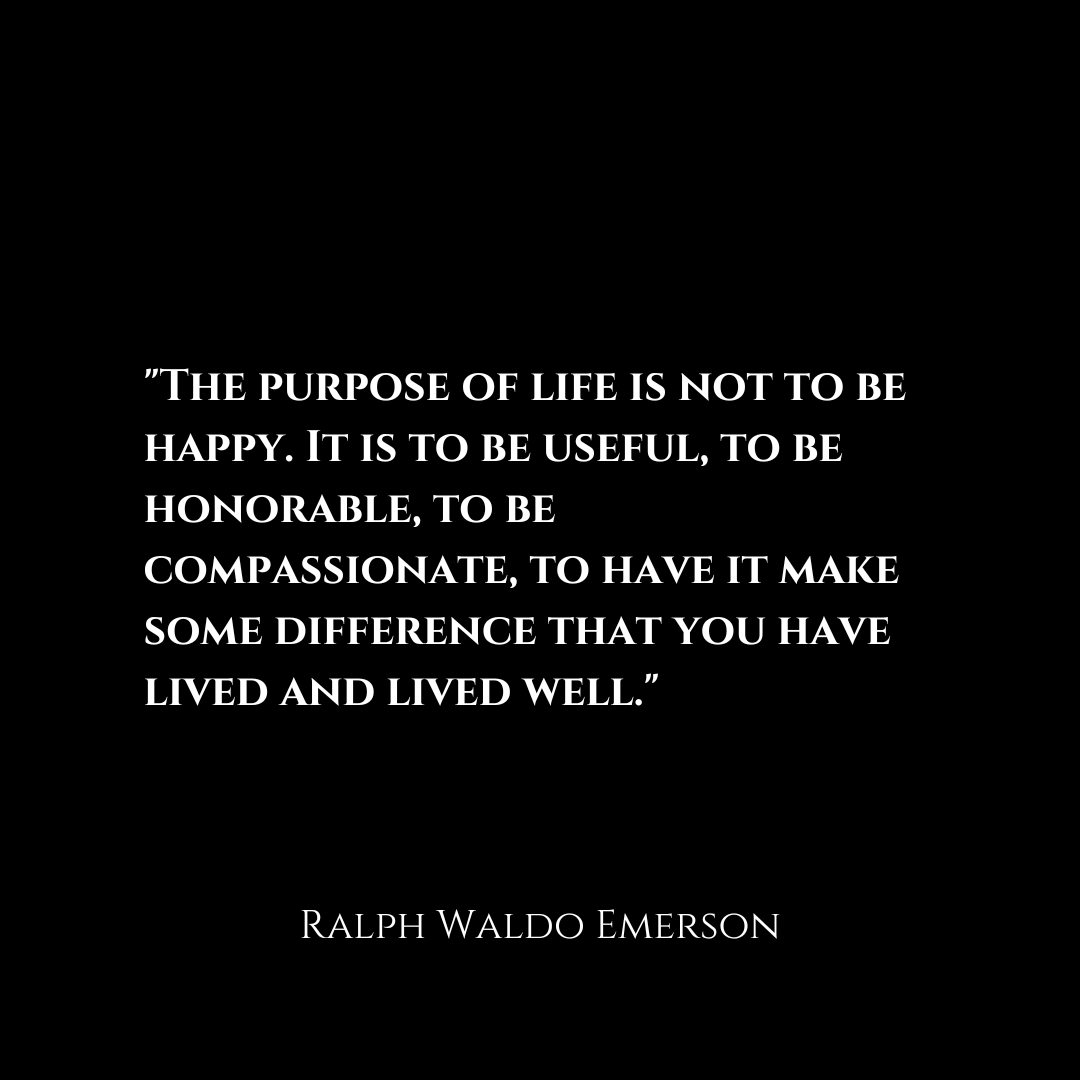 "The purpose of life is not to be
happy. It is to be useful, to be
honorable, to be
compassionate, to have it make
some difference that you have
lived and lived well."
Ralph Waldo Emerson